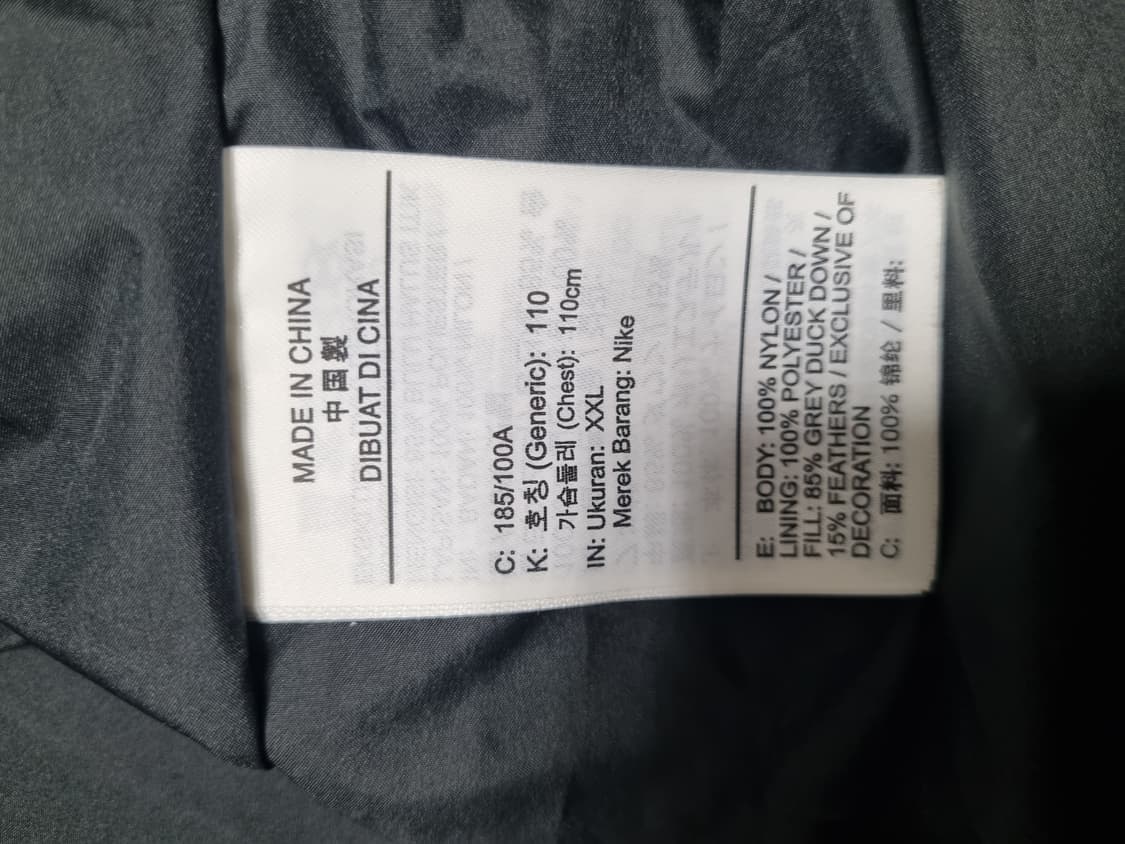 MADE IN CHINA
中国製
DIBUAT DI CINA
C: 185/100A
K: 호칭 (Generic): 110
가슴둘레 (Chest): 110cm
IN: Ukuran: XXL
Merek Barang: Nike
E: BODY: 100% NYLON /
LINING: 100% POLYESTER /
FILL: 85% GREY DUCK DOWN /
15% FEATHERS / EXCLUSIVE OF
DECORATION
C: 面料: 100% 锦纶 / 里料: